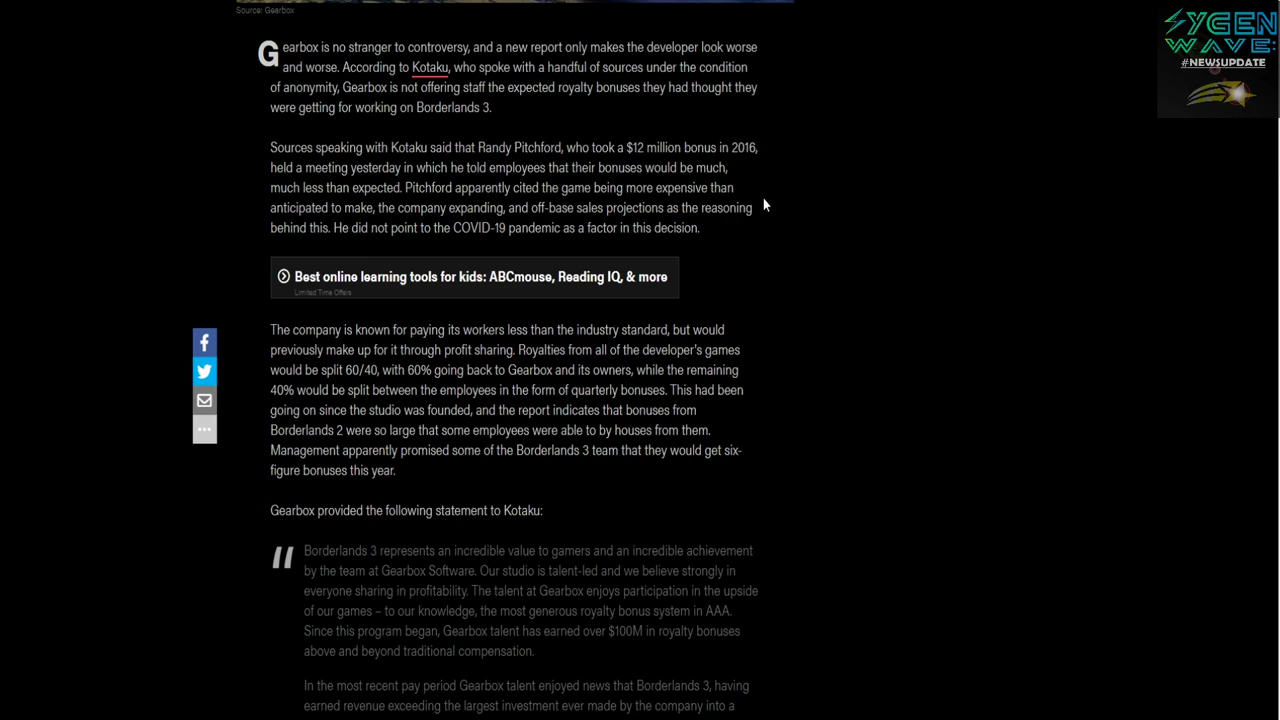 Source: Gearbox
SYGEN
WAVE:
#NEWSUPDATE
Gearbox is no stranger to controversy, and a new report only makes the developer look worse
and worse. According to Kotaku, who spoke with a handful of sources under the condition
of anonymity, Gearbox is not offering staff the expected royalty bonuses they had thought they
were getting for working on Borderlands 3.
Sources speaking with Kotaku said that Randy Pitchford, who took a $12 million bonus in 2016,
held a meeting yesterday in which he told employees that their bonuses would be much,
much less than expected. Pitchford apparently cited the game being more expensive than
anticipated to make, the company expanding, and off-base sales projections as the reasoning
behind this. He did not point to the COVID-19 pandemic as a factor in this decision.
Best online learning tools for kids: ABCmouse, Reading IQ, & more
Limited Time Offers
The company is known for paying its workers less than the industry standard, but would
previously make up for it through profit sharing. Royalties from all of the developer's games
would be split 60/40, with 60% going back to Gearbox and its owners, while the remaining
40% would be split between the employees in the form of quarterly bonuses. This had been
going on since the studio was founded, and the report indicates that bonuses from
Borderlands 2 were so large that some employees were able to by houses from them.
Management apparently promised some of the Borderlands 3 team that they would get six-
figure bonuses this year.
Gearbox provided the following statement to Kotaku:
" Borderlands 3 represents an incredible value to gamers and an incredible achievement
by the team at Gearbox Software. Our studio is talent-led and we believe strongly in
everyone sharing in profitability. The talent at Gearbox enjoys participation in the upside
of our games – to our knowledge, the most generous royalty bonus system in AAA.
Since this program began, Gearbox talent has earned over $100M in royalty bonuses
above and beyond traditional compensation.
In the most recent pay period Gearbox talent enjoyed news that Borderlands 3, having
earned revenue exceeding the largest investment ever made by the company into a